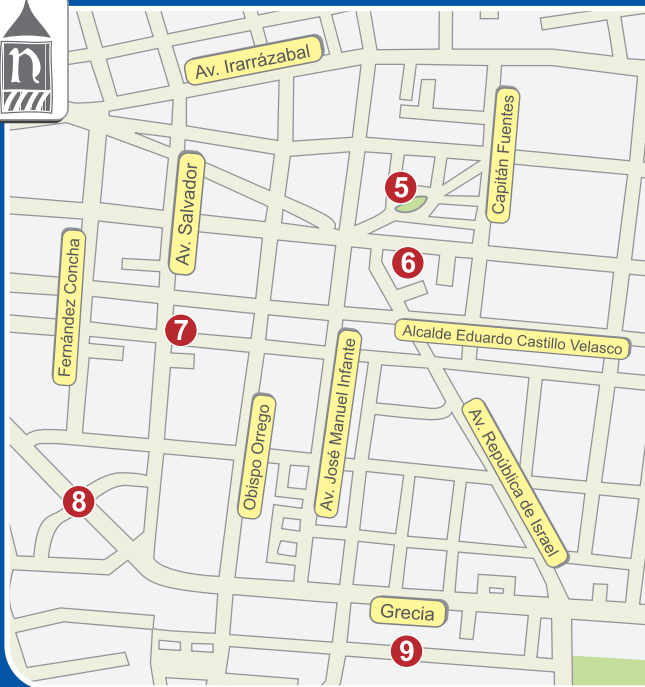 n
Av. Irarrázabal
Capitán Fuentes
Av. Salvador
5
Fernández Concha
6
7
Alcalde Eduardo Castillo Velasco
Av. José Manuel Infante
Obispo Orrego
Av. República de Israel
8
Grecia
9